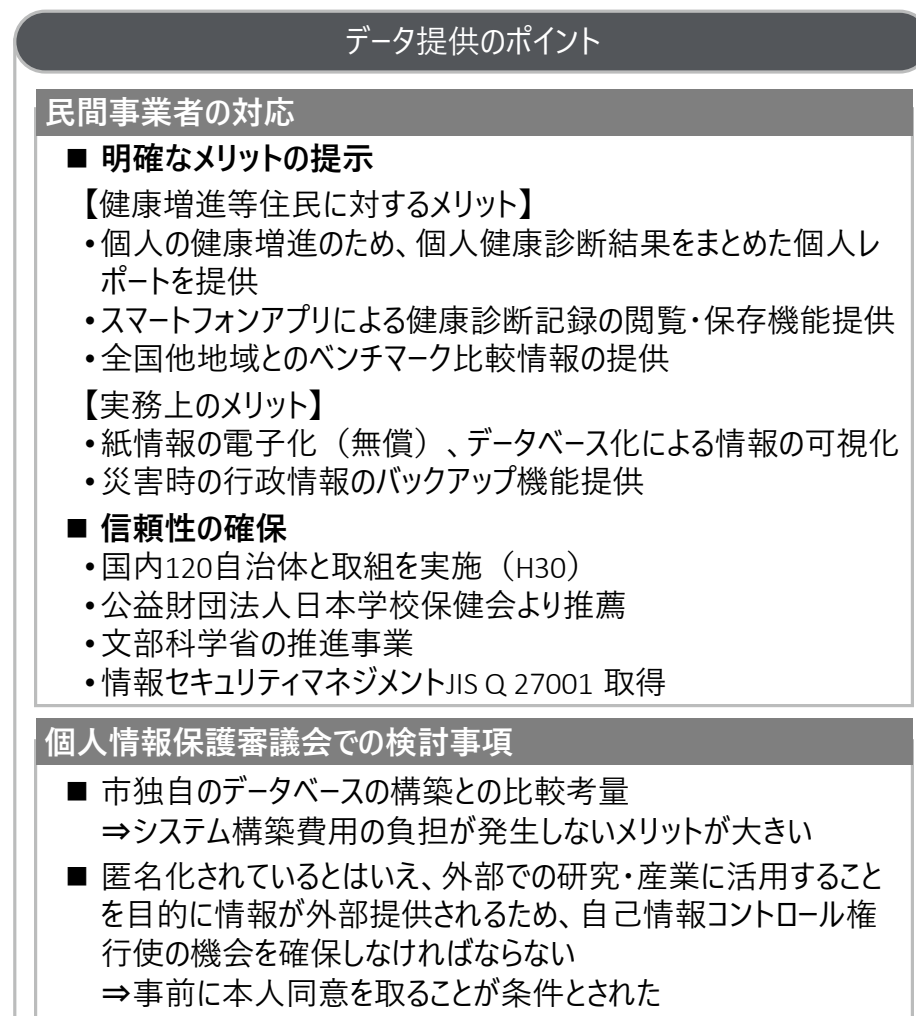 データ提供のポイント
民間事業者の対応
■ 明確なメリットの提示
【健康増進等住民に対するメリット】
•個人の健康増進のため、個人健康診断結果をまとめた個人レ
ポートを提供
•スマートフォンアプリによる健康診断記録の閲覧・保存機能提供
•全国他地域とのベンチマーク比較情報の提供
【実務上のメリット】
•紙情報の電子化（無償）、データベース化による情報の可視化
•災害時の行政情報のバックアップ機能提供
■ 信頼性の確保
•国内120自治体と取組を実施（H30）
•公益財団法人日本学校保健会より推薦
•文部科学省の推進事業
•情報セキュリティマネジメントJIS Q 27001 取得
個人情報保護審議会での検討事項
■ 市独自のデータベースの構築との比較考量
⇒システム構築費用の負担が発生しないメリットが大きい
■ 匿名化されているとはいえ、外部での研究・産業に活用すること
を目的に情報が外部提供されるため、自己情報コントロール権
行使の機会を確保しなければならない
⇒事前に本人同意を取ることが条件とされた